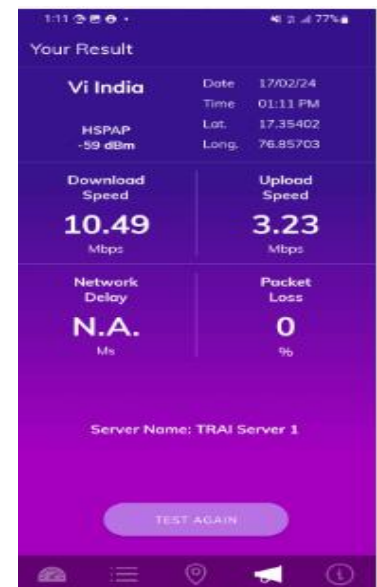 1:11
77%
Your Result
Vi India
HSPAP
-59 dBm
Date 17/02/24
Time 01:11 PM
Lat. 17.35402
Long. 76.85703
Download
Speed
10.49
Mbps
Upload
Speed
3.23
Mbps
Network
Delay
N.A.
Ms
Packet
Loss
0
%
Server Name: TRAI Server 1
TEST AGAIN